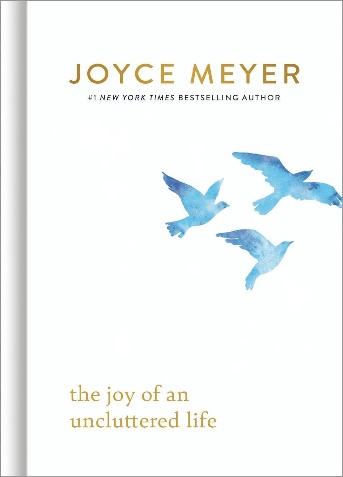 JOYCE MEYER
#1 NEW YORK TIMES BESTSELLING AUTHOR
the joy of an
uncluttered life